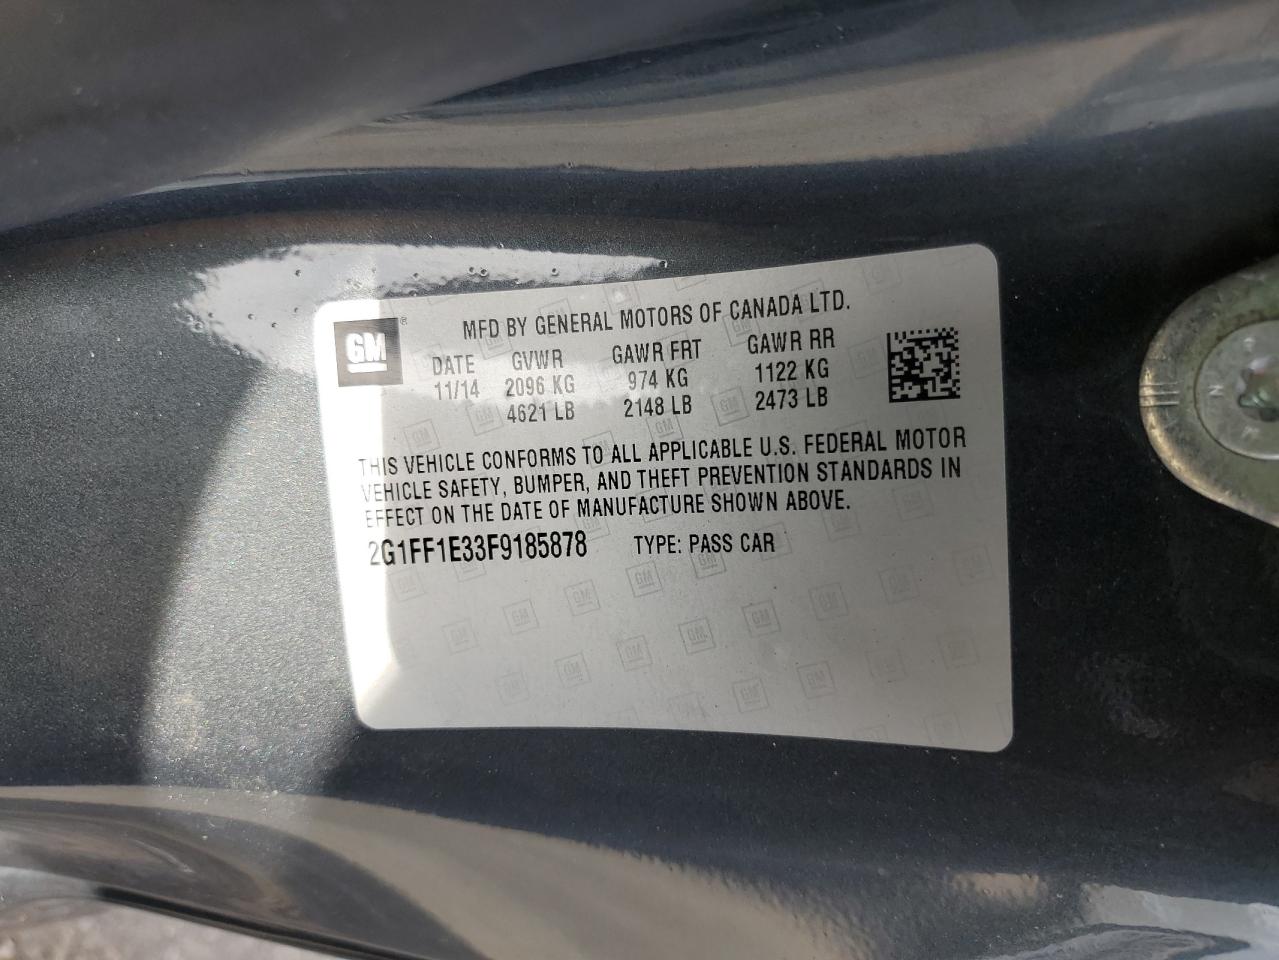 GM®
MFD BY GENERAL MOTORS OF CANADA LTD.
DATE GVWR GAWR FRT GAWR RR
11/14 2096 KG 974 KG 1122 KG
4621 LB 2148 LB 2473 LB
THIS VEHICLE CONFORMS TO ALL APPLICABLE U.S. FEDERAL MOTOR
VEHICLE SAFETY, BUMPER, AND THEFT PREVENTION STANDARDS IN
EFFECT ON THE DATE OF MANUFACTURE SHOWN ABOVE.
2G1FF1E33F9185878 TYPE: PASS CAR